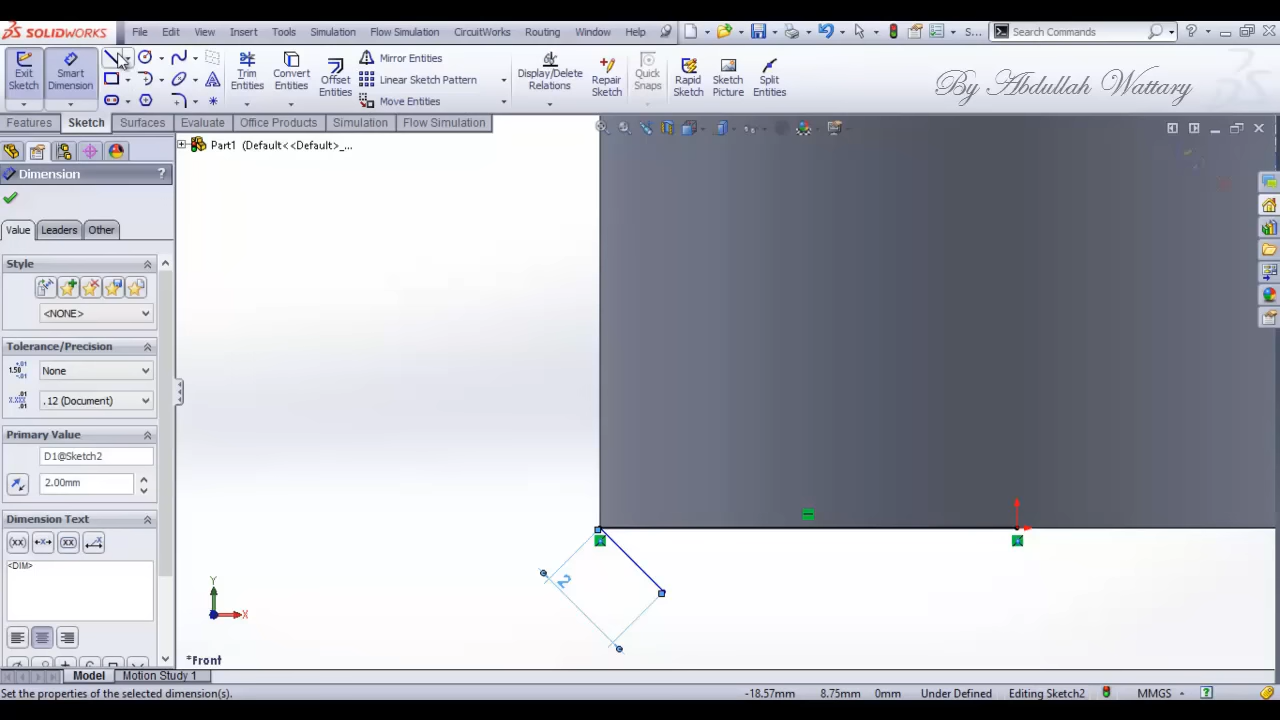 SOLIDWORKS File Edit View Insert Tools Simulation Flow Simulation CircuitWorks Routing Window Help S... Search Commands
Exit Sketch
Smart Dimension
Trim Entities
Convert Entities
Offset Entities
Mirror Entities
Linear Sketch Pattern
Move Entities
Display/Delete Relations
Repair Sketch
Quick Snaps
Rapid Sketch
Sketch Picture
Split Entities
By Abdullah Wattary
Features Sketch Surfaces Evaluate Office Products Simulation Flow Simulation
Part1 (Default<<Default>_...
Dimension ?
Value Leaders Other
Style
<NONE>
Tolerance/Precision
None
.12 (Document)
Primary Value
D1@Sketch2
2.00mm
Dimension Text
<DIM>
2
Y
X
*Front
Model Motion Study 1
Set the properties of the selected dimension(s). -18.57mm 8.75mm 0mm Under Defined Editing Sketch2 MMGS